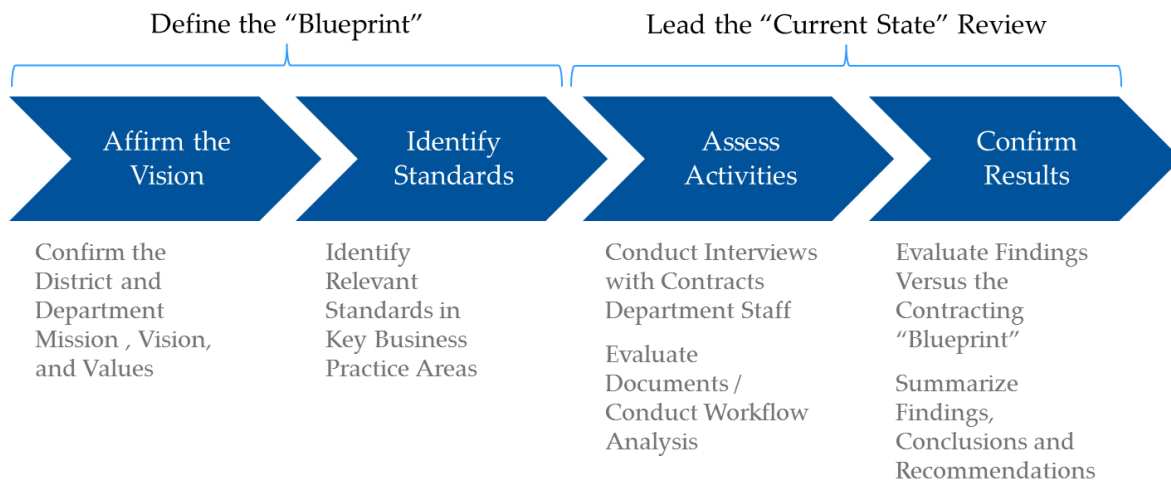 Define the “Blueprint”
Lead the “Current State” Review
Affirm the
Vision
Identify
Standards
Assess
Activities
Confirm
Results
Confirm the
District and
Department
Mission , Vision,
and Values
Identify
Relevant
Standards in
Key Business
Practice Areas
Conduct Interviews
with Contracts
Department Staff
Evaluate
Documents /
Conduct Workflow
Analysis
Evaluate Findings
Versus the
Contracting
“Blueprint”
Summarize
Findings,
Conclusions and
Recommendations